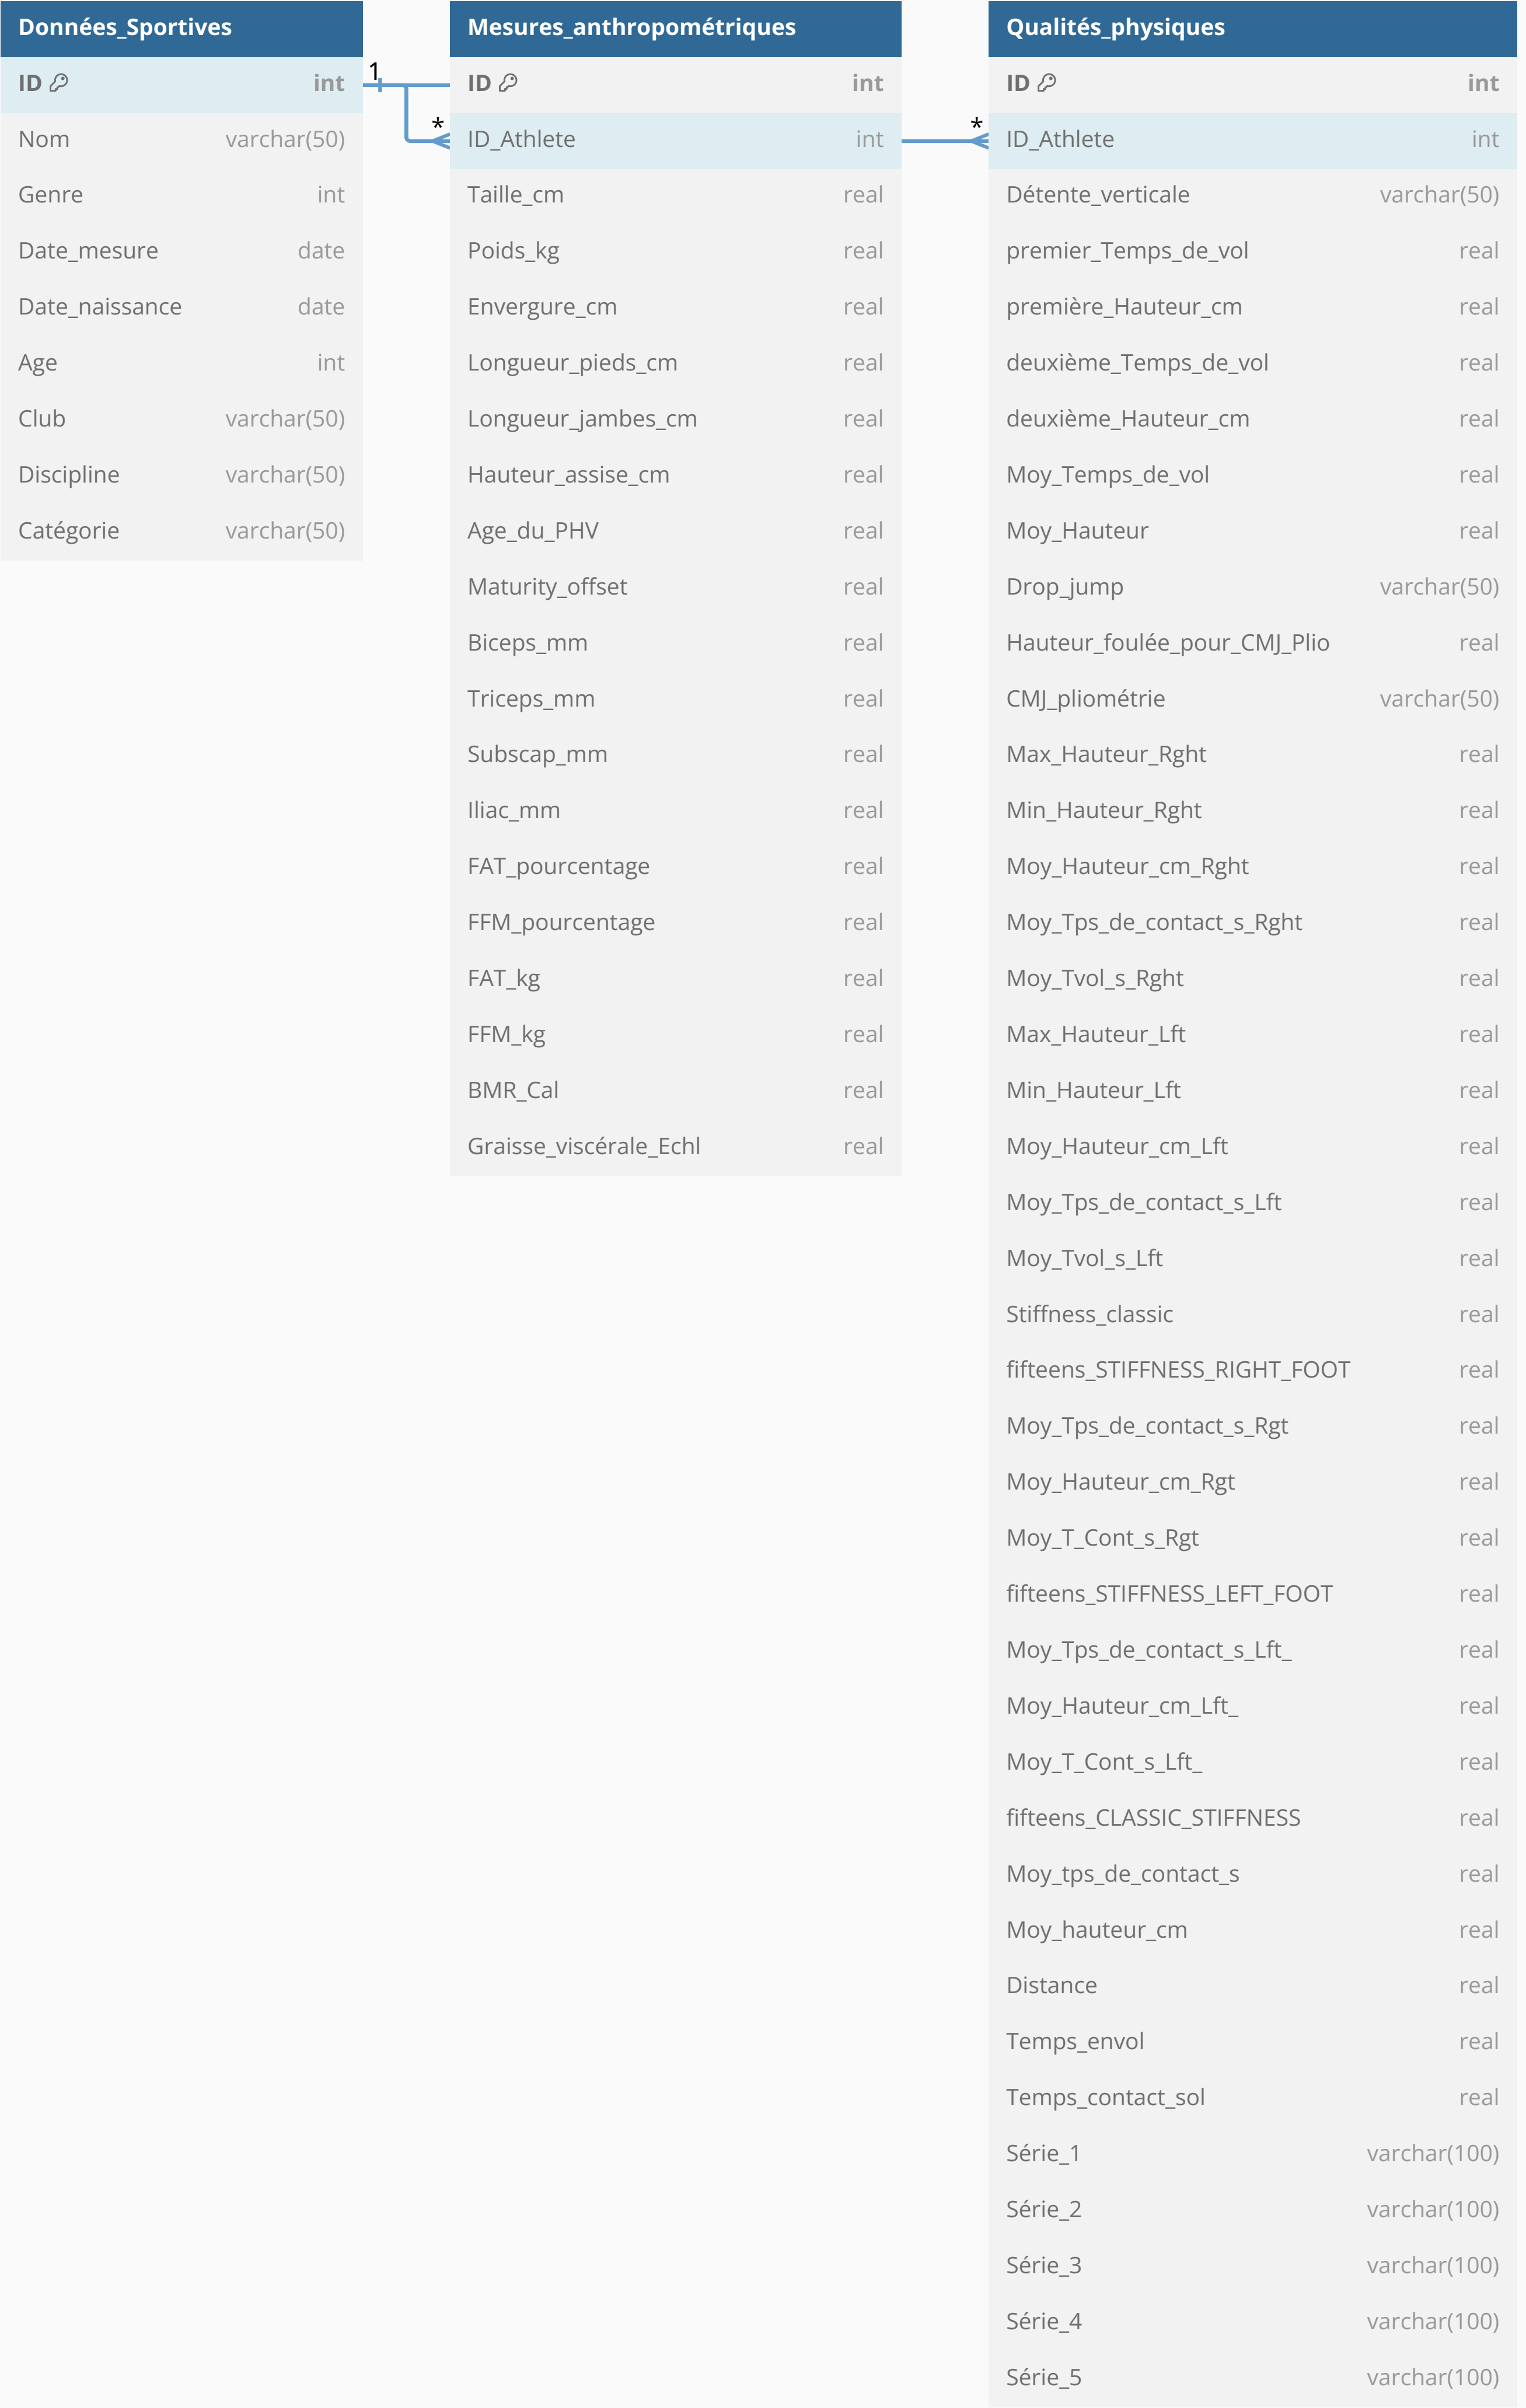 Données_Sportives
ID int
Nom varchar(50)
Genre int
Date_mesure date
Date_naissance date
Age int
Club varchar(50)
Discipline varchar(50)
Catégorie varchar(50)
1
*
Mesures_anthropométriques
ID int
ID_Athlete int
Taille_cm real
Poids_kg real
Envergure_cm real
Longueur_pieds_cm real
Longueur_jambes_cm real
Hauteur_assise_cm real
Age_du_PHV real
Maturity_offset real
Biceps_mm real
Triceps_mm real
Subscap_mm real
Iliac_mm real
FAT_pourcentage real
FFM_pourcentage real
FAT_kg real
FFM_kg real
BMR_Cal real
Graisse_viscérale_Echl real
*
Qualités_physiques
ID int
ID_Athlete int
Détente_verticale varchar(50)
premier_Temps_de_vol real
première_Hauteur_cm real
deuxième_Temps_de_vol real
deuxième_Hauteur_cm real
Moy_Temps_de_vol real
Moy_Hauteur real
Drop_jump varchar(50)
Hauteur_foulée_pour_CMJ_Plio real
CMJ_pliométrie varchar(50)
Max_Hauteur_Rght real
Min_Hauteur_Rght real
Moy_Hauteur_cm_Rght real
Moy_Tps_de_contact_s_Rght real
Moy_Tvol_s_Rght real
Max_Hauteur_Lft real
Min_Hauteur_Lft real
Moy_Hauteur_cm_Lft real
Moy_Tps_de_contact_s_Lft real
Moy_Tvol_s_Lft real
Stiffness_classic real
fifteens_STIFFNESS_RIGHT_FOOT real
Moy_Tps_de_contact_s_Rgt real
Moy_Hauteur_cm_Rgt real
Moy_T_Cont_s_Rgt real
fifteens_STIFFNESS_LEFT_FOOT real
Moy_Tps_de_contact_s_Lft_ real
Moy_Hauteur_cm_Lft_ real
Moy_T_Cont_s_Lft_ real
fifteens_CLASSIC_STIFFNESS real
Moy_tps_de_contact_s real
Moy_hauteur_cm real
Distance real
Temps_envol real
Temps_contact_sol real
Série_1 varchar(100)
Série_2 varchar(100)
Série_3 varchar(100)
Série_4 varchar(100)
Série_5 varchar(100)